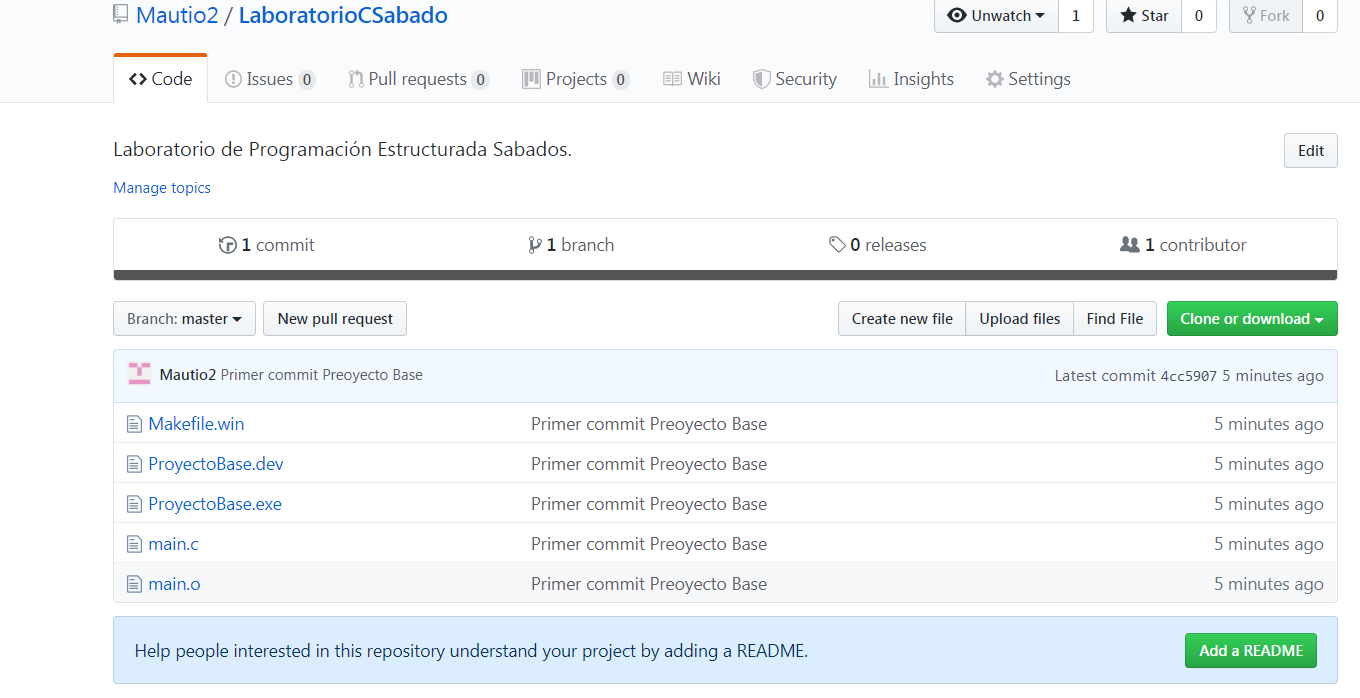 Mautio2 / LaboratorioCSabado
Unwatch 1 Star 0 Fork 0
Code Issues 0 Pull requests 0 Projects 0 Wiki Security Insights Settings
Laboratorio de Programación Estructurada Sabados.
Edit
Manage topics
1 commit 1 branch 0 releases 1 contributor
Branch: master New pull request Create new file Upload files Find File Clone or download
Mautio2 Primer commit Preoyecto Base Latest commit 4cc5907 5 minutes ago
Makefile.win Primer commit Preoyecto Base 5 minutes ago
ProyectoBase.dev Primer commit Preoyecto Base 5 minutes ago
ProyectoBase.exe Primer commit Preoyecto Base 5 minutes ago
main.c Primer commit Preoyecto Base 5 minutes ago
main.o Primer commit Preoyecto Base 5 minutes ago
Help people interested in this repository understand your project by adding a README. Add a README